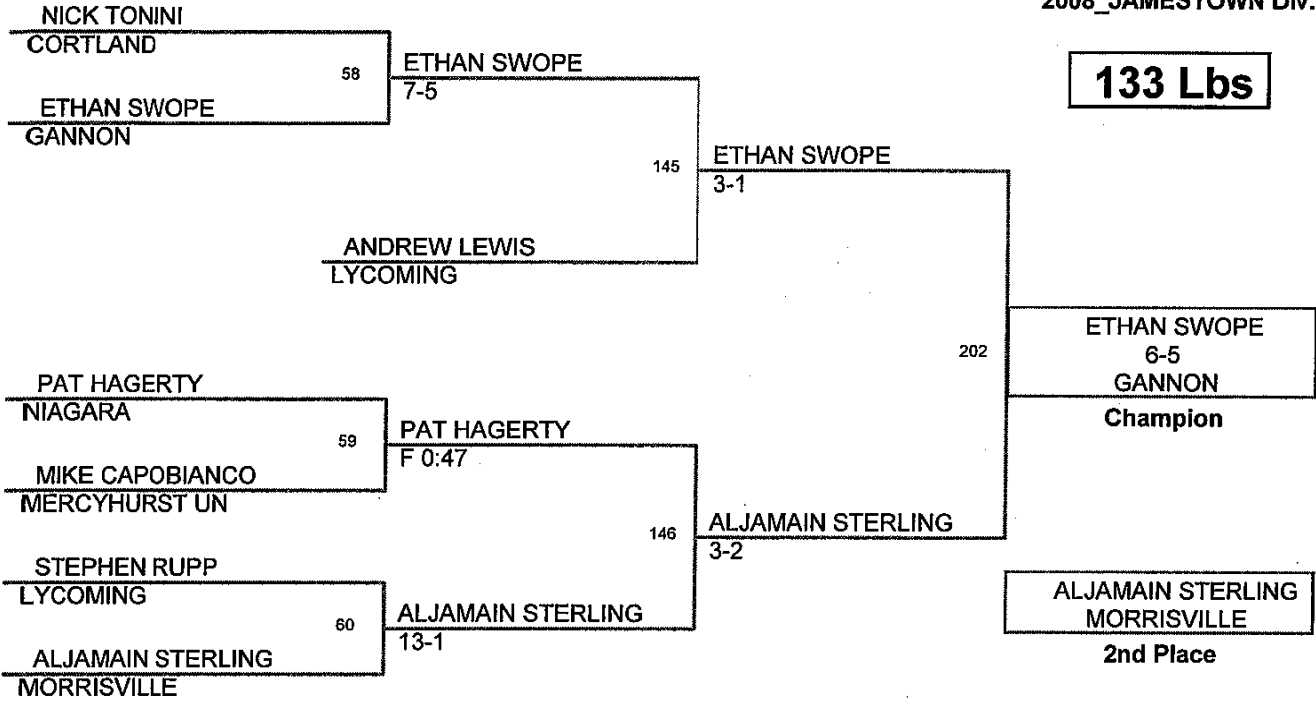 2008_JAMESTOWN DIV.
133 Lbs
NICK TONINI
CORTLAND
58
ETHAN SWOPE
7-5
ETHAN SWOPE
GANNON
145
ETHAN SWOPE
3-1
ANDREW LEWIS
LYCOMING
202
ETHAN SWOPE
6-5
GANNON
Champion
PAT HAGERTY
NIAGARA
59
PAT HAGERTY
F 0:47
MIKE CAPOBIANCO
MERCYHURST UN
146
ALJAMAIN STERLING
3-2
STEPHEN RUPP
LYCOMING
60
ALJAMAIN STERLING
13-1
ALJAMAIN STERLING
MORRISVILLE
ALJAMAIN STERLING
MORRISVILLE
2nd Place